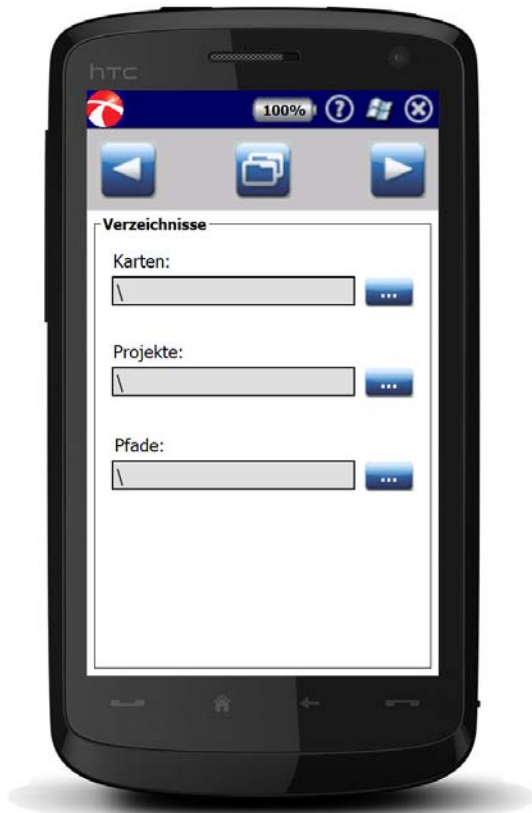 hTC
100%
?
Verzeichnisse
Karten:
\
...
Projekte:
\
...
Pfade:
\
...